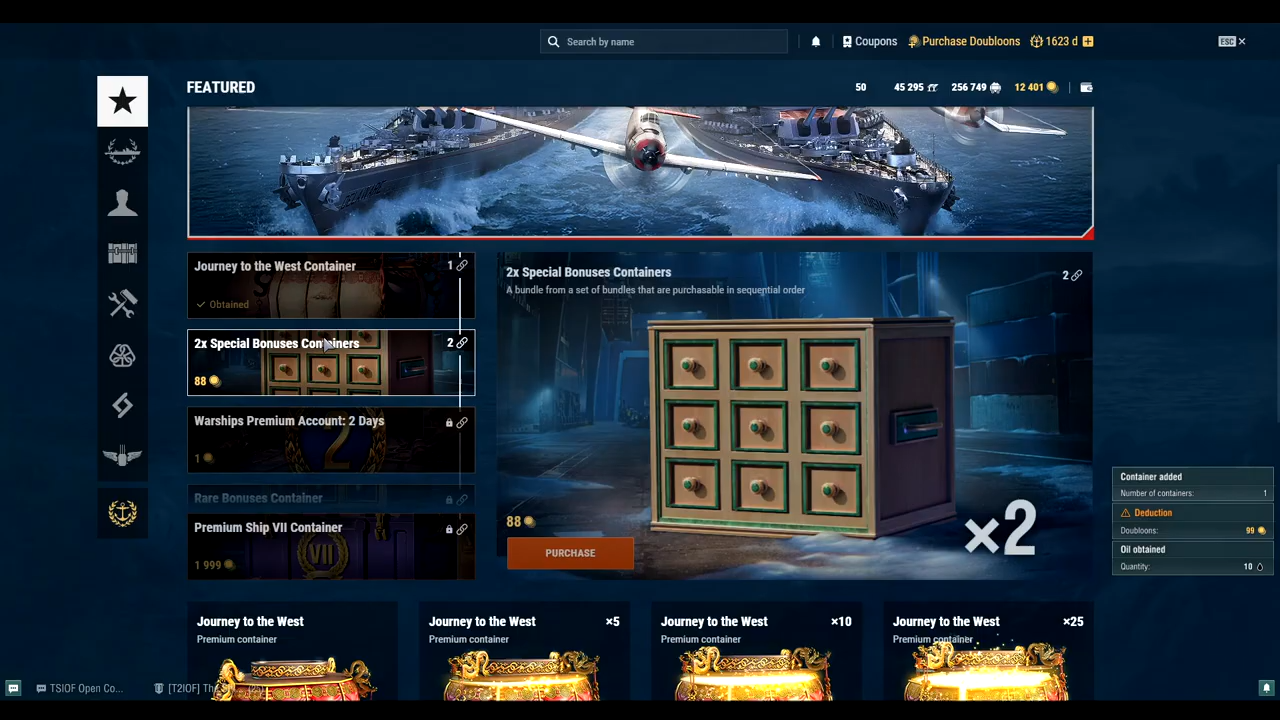 Search by name
Coupons
Purchase Doubloons
1623 d
ESC
FEATURED
50
45 295
256 749
12 401
Journey to the West Container
1
Obtained
2x Special Bonuses Containers
2
88
Warships Premium Account: 2 Days
2
1
Rare Bonuses Container
Premium Ship VII Container
VII
1 999
2x Special Bonuses Containers
2
A bundle from a set of bundles that are purchasable in sequential order
×2
88
PURCHASE
Container added
Number of containers: 1
Deduction
Doubloons: 99
Oil obtained
Quantity: 10
Journey to the West
Premium container
Journey to the West ×5
Premium container
Journey to the West ×10
Premium container
Journey to the West ×25
Premium container
TSIOF Open Co...
[T2IOF]